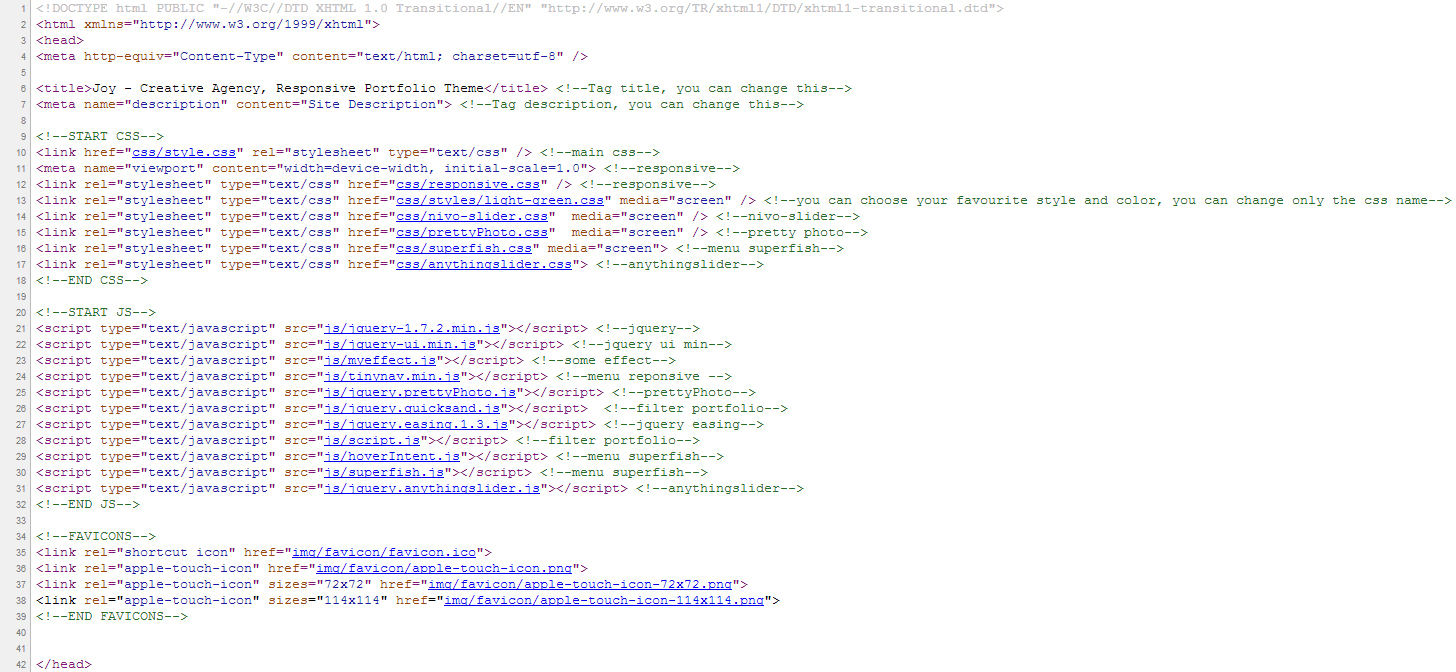 1 <!DOCTYPE html PUBLIC "-//W3C//DTD XHTML 1.0 Transitional//EN" "http://www.w3.org/TR/xhtml1/DTD/xhtml1-transitional.dtd">
2 <html xmlns="http://www.w3.org/1999/xhtml">
3 <head>
4 <meta http-equiv="Content-Type" content="text/html; charset=utf-8" />
5
6 <title>Joy - Creative Agency, Responsive Portfolio Theme</title> <!--Tag title, you can change this-->
7 <meta name="description" content="Site Description"> <!--Tag description, you can change this-->
8
9 <!--START CSS-->
10 <link href="css/style.css" rel="stylesheet" type="text/css" /> <!--main css-->
11 <meta name="viewport" content="width=device-width, initial-scale=1.0"> <!--responsive-->
12 <link rel="stylesheet" type="text/css" href="css/responsive.css" /> <!--responsive-->
13 <link rel="stylesheet" type="text/css" href="css/styles/light-green.css" media="screen" /> <!--you can choose your favourite style and color, you can change only the css name-->
14 <link rel="stylesheet" type="text/css" href="css/nivo-slider.css"  media="screen" /> <!--nivo-slider-->
15 <link rel="stylesheet" type="text/css" href="css/prettyPhoto.css"  media="screen" /> <!--pretty photo-->
16 <link rel="stylesheet" type="text/css" href="css/superfish.css" media="screen"> <!--menu superfish-->
17 <link rel="stylesheet" type="text/css" href="css/anythingslider.css"> <!--anythingslider-->
18 <!--END CSS-->
19
20 <!--START JS-->
21 <script type="text/javascript" src="js/jquery-1.7.2.min.js"></script> <!--jquery-->
22 <script type="text/javascript" src="js/jquery-ui.min.js"></script> <!--jquery ui min-->
23 <script type="text/javascript" src="js/myeffect.js"></script> <!--some effect-->
24 <script type="text/javascript" src="js/tinynav.min.js"></script> <!--menu reponsive -->
25 <script type="text/javascript" src="js/jquery.prettyPhoto.js"></script> <!--prettyPhoto-->
26 <script type="text/javascript" src="js/jquery.quicksand.js"></script>  <!--filter portfolio-->
27 <script type="text/javascript" src="js/jquery.easing.1.3.js"></script> <!--jquery easing-->
28 <script type="text/javascript" src="js/script.js"></script> <!--filter portfolio-->
29 <script type="text/javascript" src="js/hoverIntent.js"></script> <!--menu superfish-->
30 <script type="text/javascript" src="js/superfish.js"></script> <!--menu superfish-->
31 <script type="text/javascript" src="js/jquery.anythingslider.js"></script> <!--anythingslider-->
32 <!--END JS-->
33
34 <!--FAVICONS-->
35 <link rel="shortcut icon" href="img/favicon/favicon.ico">
36 <link rel="apple-touch-icon" href="img/favicon/apple-touch-icon.png">
37 <link rel="apple-touch-icon" sizes="72x72" href="img/favicon/apple-touch-icon-72x72.png">
38 <link rel="apple-touch-icon" sizes="114x114" href="img/favicon/apple-touch-icon-114x114.png">
39 <!--END FAVICONS-->
40
41
42 </head>